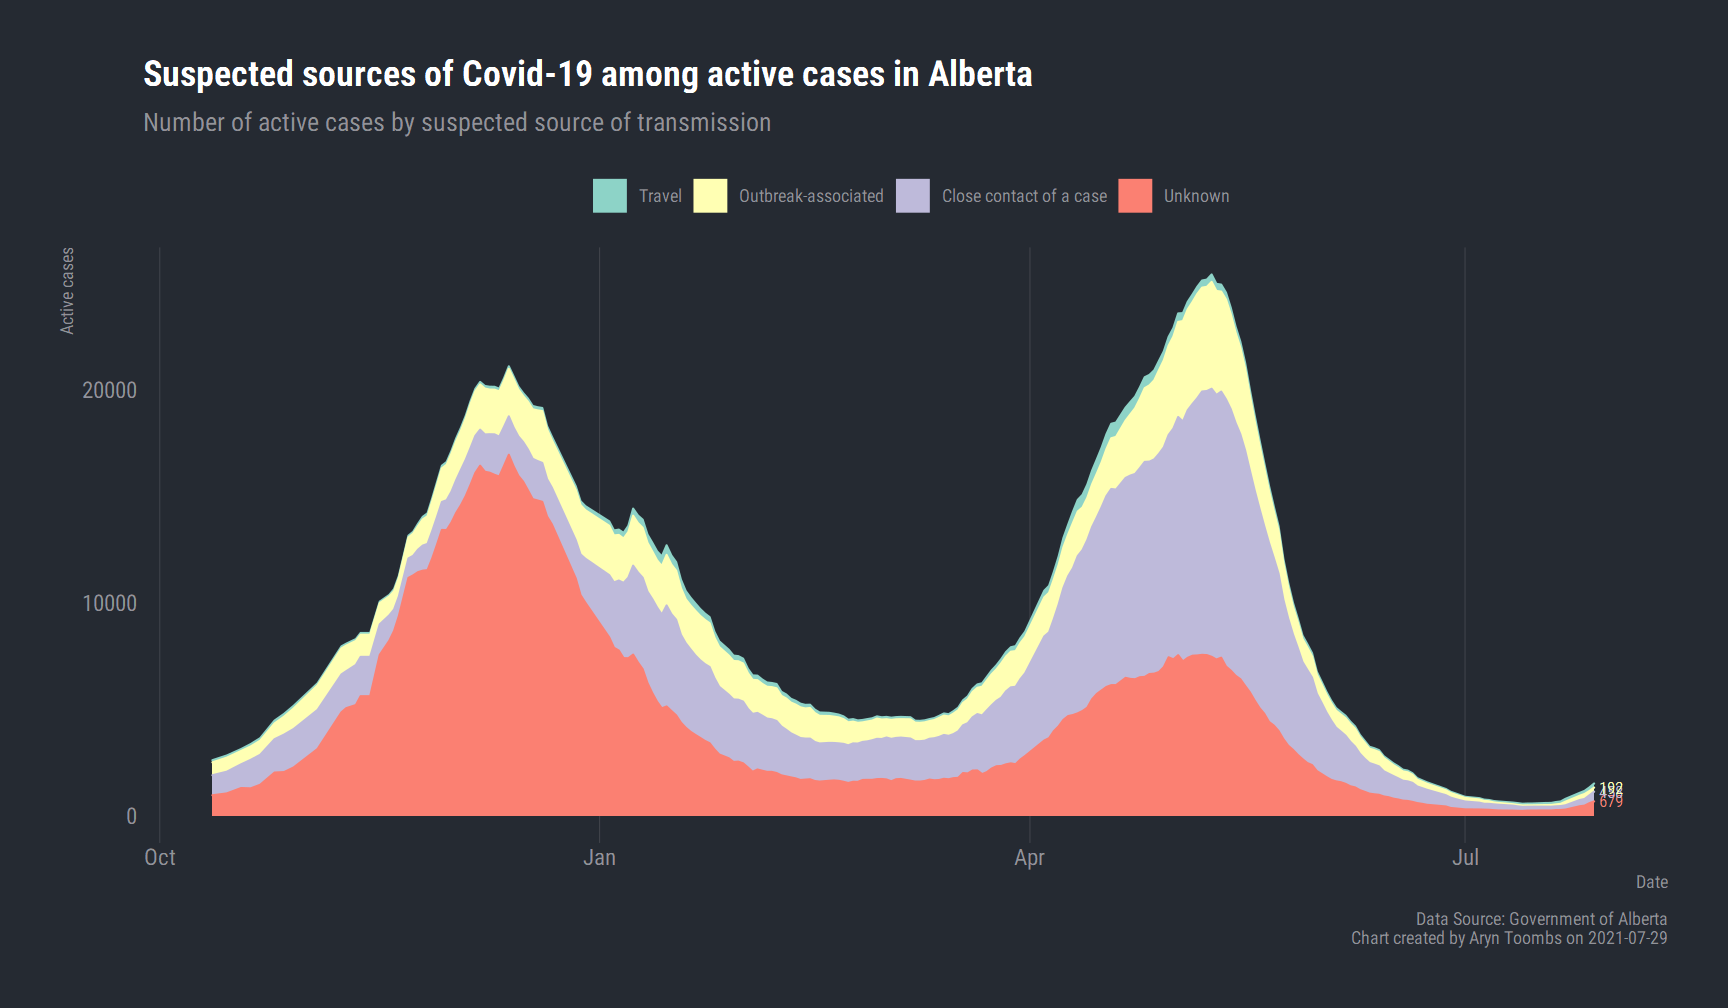 Suspected sources of Covid-19 among active cases in Alberta
Number of active cases by suspected source of transmission
Travel Outbreak-associated Close contact of a case Unknown
Active cases
20000
10000
0
192
679
Oct Jan Apr Jul
Date
Data Source: Government of Alberta
Chart created by Aryn Toombs on 2021-07-29